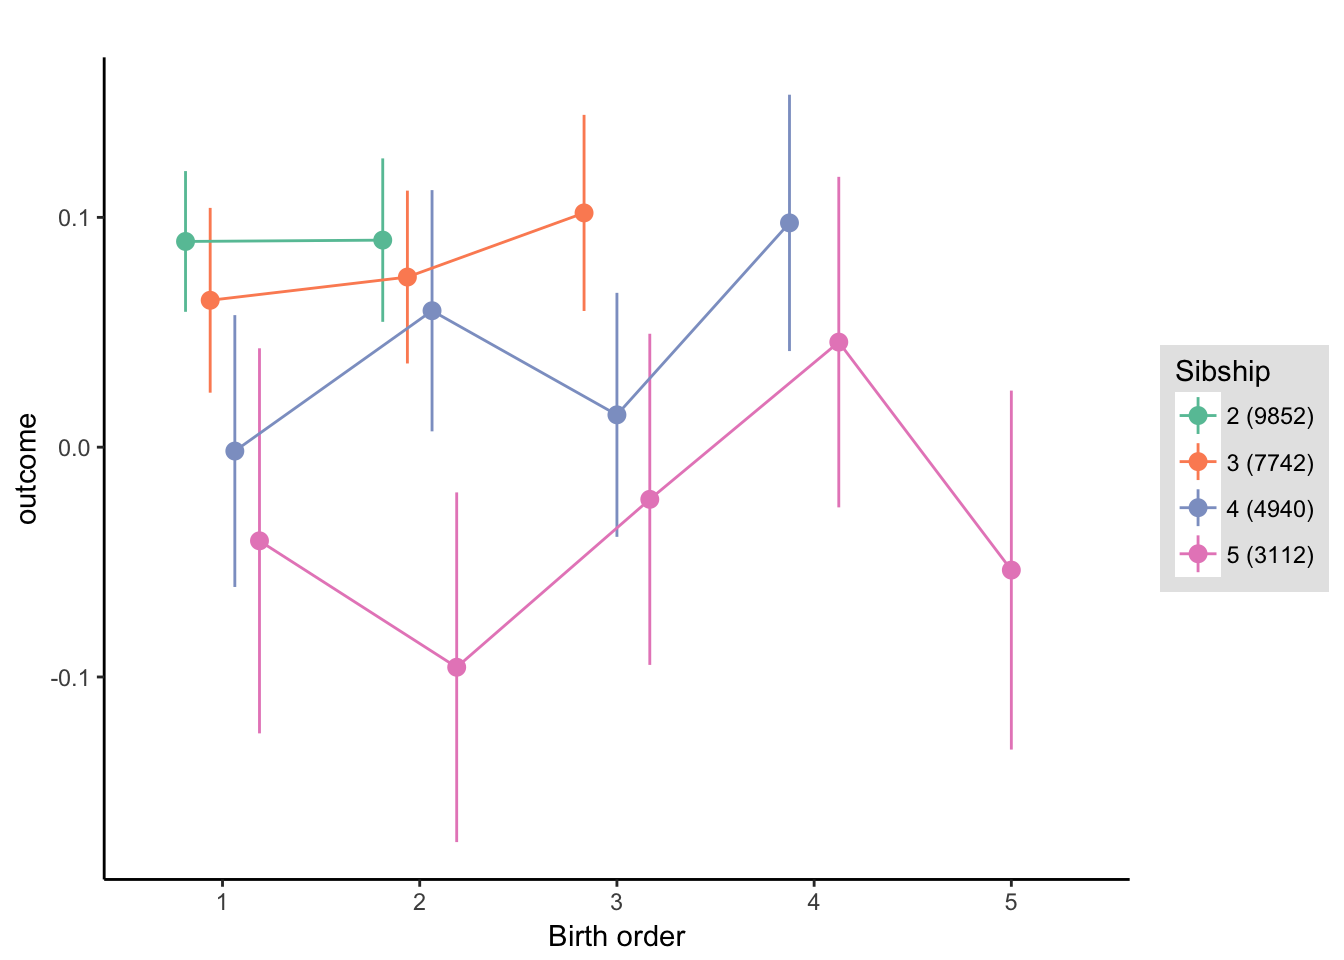 0.1
0.0
-0.1
outcome
1 2 3 4 5
Birth order
Sibship
2 (9852)
3 (7742)
4 (4940)
5 (3112)